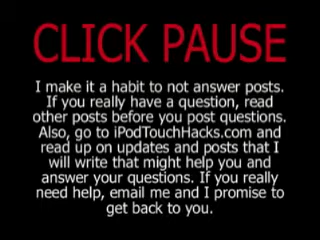 CLICK PAUSE
I make it a habit to not answer posts.
If you really have a question, read
other posts before you post questions.
Also, go to iPodTouchHacks.com and
read up on updates and posts that I
will write that might help you and
answer your questions. If you really
need help, email me and I promise to
get back to you.